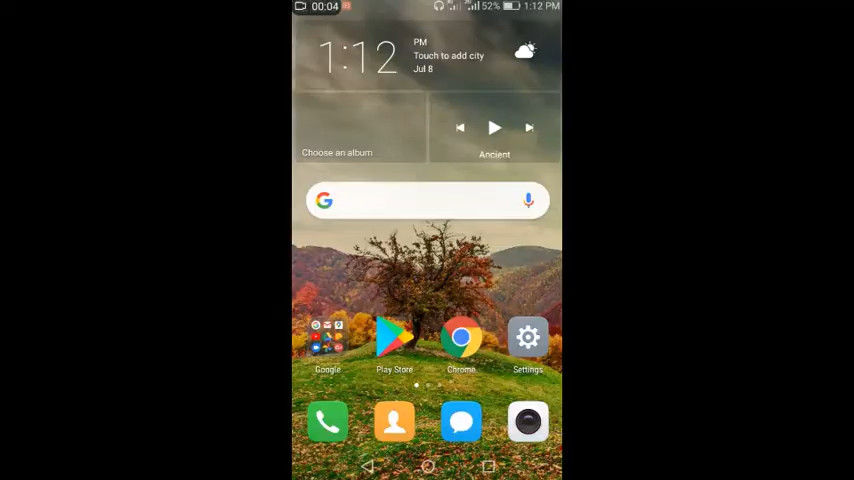 00:04
52% 1:12 PM
1:12
PM
Touch to add city
Jul 8
Choose an album
Ancient
Google
Play Store
Chrome
Settings